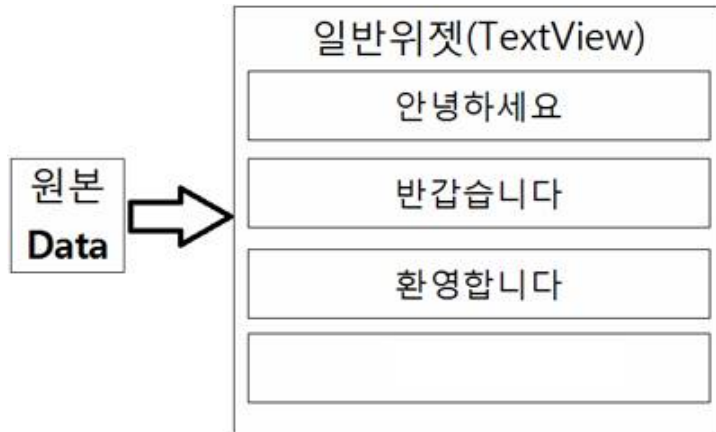 일반위젯(TextView)
안녕하세요
원본
Data
반갑습니다
환영합니다